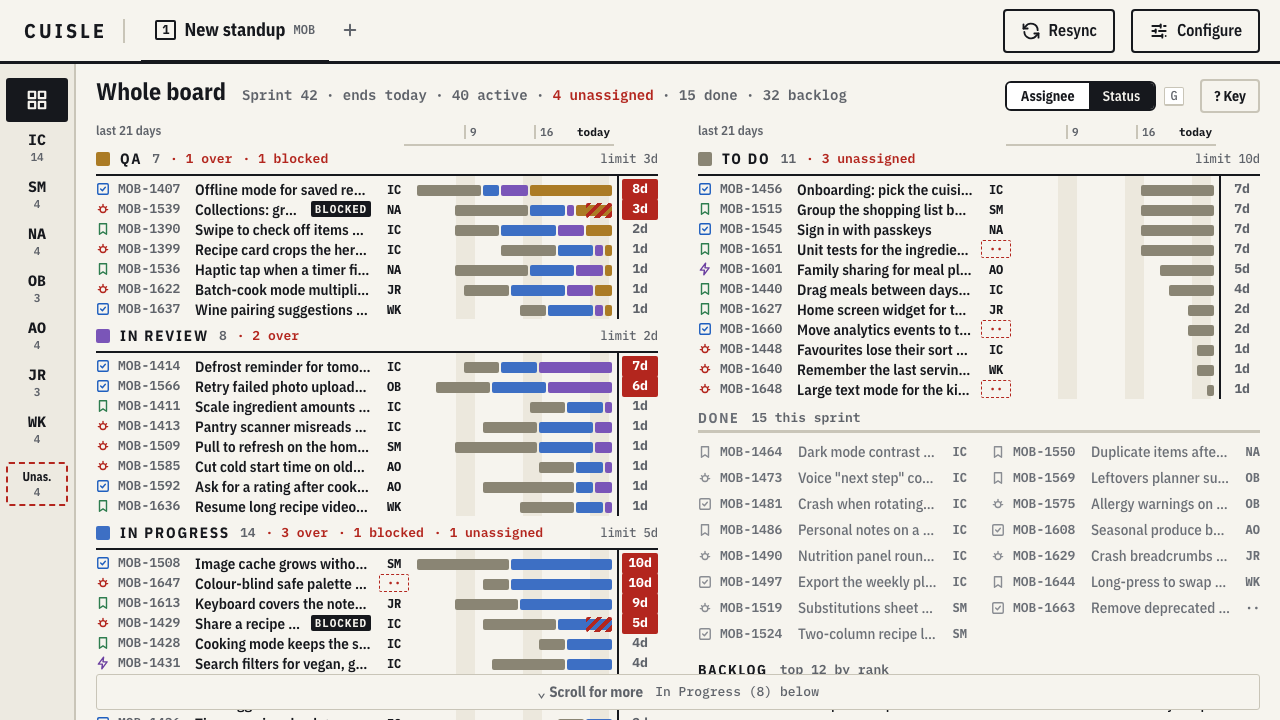 CUISLE
1 New standup MOB +
Resync
Configure
Whole board
Sprint 42 · ends today · 40 active · 4 unassigned · 15 done · 32 backlog
Assignee Status G ? Key
IC
14
SM
4
NA
4
OB
3
AO
4
JR
3
WK
4
Unas.
4
last 21 days 9 16 today
QA 7 · 1 over · 1 blocked limit 3d
MOB-1407 Offline mode for saved re... IC 8d
MOB-1539 Collections: gr... BLOCKED NA 3d
MOB-1390 Swipe to check off items ... IC 2d
MOB-1399 Recipe card crops the her... IC 1d
MOB-1536 Haptic tap when a timer fi... NA 1d
MOB-1622 Batch-cook mode multipli... JR 1d
MOB-1637 Wine pairing suggestions ... WK 1d
IN REVIEW 8 · 2 over limit 2d
MOB-1414 Defrost reminder for tomo... IC 7d
MOB-1566 Retry failed photo upload... OB 6d
MOB-1411 Scale ingredient amounts ... IC 1d
MOB-1413 Pantry scanner misreads ... IC 1d
MOB-1509 Pull to refresh on the hom... SM 1d
MOB-1585 Cut cold start time on old... AO 1d
MOB-1592 Ask for a rating after cook... AO 1d
MOB-1636 Resume long recipe video... WK 1d
IN PROGRESS 14 · 3 over · 1 blocked · 1 unassigned limit 5d
MOB-1508 Image cache grows witho... SM 10d
MOB-1647 Colour-blind safe palette ... ·· 10d
MOB-1613 Keyboard covers the note... JR 9d
MOB-1429 Share a recipe ... BLOCKED IC 5d
MOB-1428 Cooking mode keeps the s... IC 4d
MOB-1431 Search filters for vegan, g... IC 4d
last 21 days 9 16 today
TO DO 11 · 3 unassigned limit 10d
MOB-1456 Onboarding: pick the cuisi... IC 7d
MOB-1515 Group the shopping list b... SM 7d
MOB-1545 Sign in with passkeys NA 7d
MOB-1651 Unit tests for the ingredie... ·· 7d
MOB-1601 Family sharing for meal pl... AO 5d
MOB-1440 Drag meals between days... IC 4d
MOB-1627 Home screen widget for t... JR 2d
MOB-1660 Move analytics events to t... ·· 2d
MOB-1448 Favourites lose their sort ... IC 1d
MOB-1640 Remember the last servin... WK 1d
MOB-1648 Large text mode for the ki... ·· 1d
DONE 15 this sprint
MOB-1464 Dark mode contrast ... IC
MOB-1473 Voice "next step" co... IC
MOB-1481 Crash when rotating... IC
MOB-1486 Personal notes on a ... IC
MOB-1490 Nutrition panel roun... IC
MOB-1497 Export the weekly pl... IC
MOB-1519 Substitutions sheet ... SM
MOB-1524 Two-column recipe l... SM
MOB-1550 Duplicate items afte... NA
MOB-1569 Leftovers planner su... OB
MOB-1575 Allergy warnings on ... OB
MOB-1608 Seasonal produce b... OB
MOB-1629 Crash breadcrumbs ... JR
MOB-1644 Long-press to swap ... WK
MOB-1663 Remove deprecated ... ··
BACKLOG top 12 by rank
Scroll for more In Progress (8) below